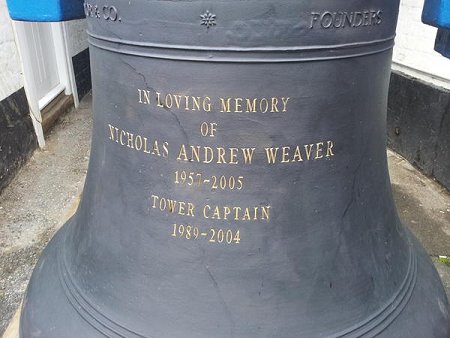 & CO. FOUNDERS
IN LOVING MEMORY
OF
NICHOLAS ANDREW WEAVER
1957-2005
TOWER CAPTAIN
1989-2004